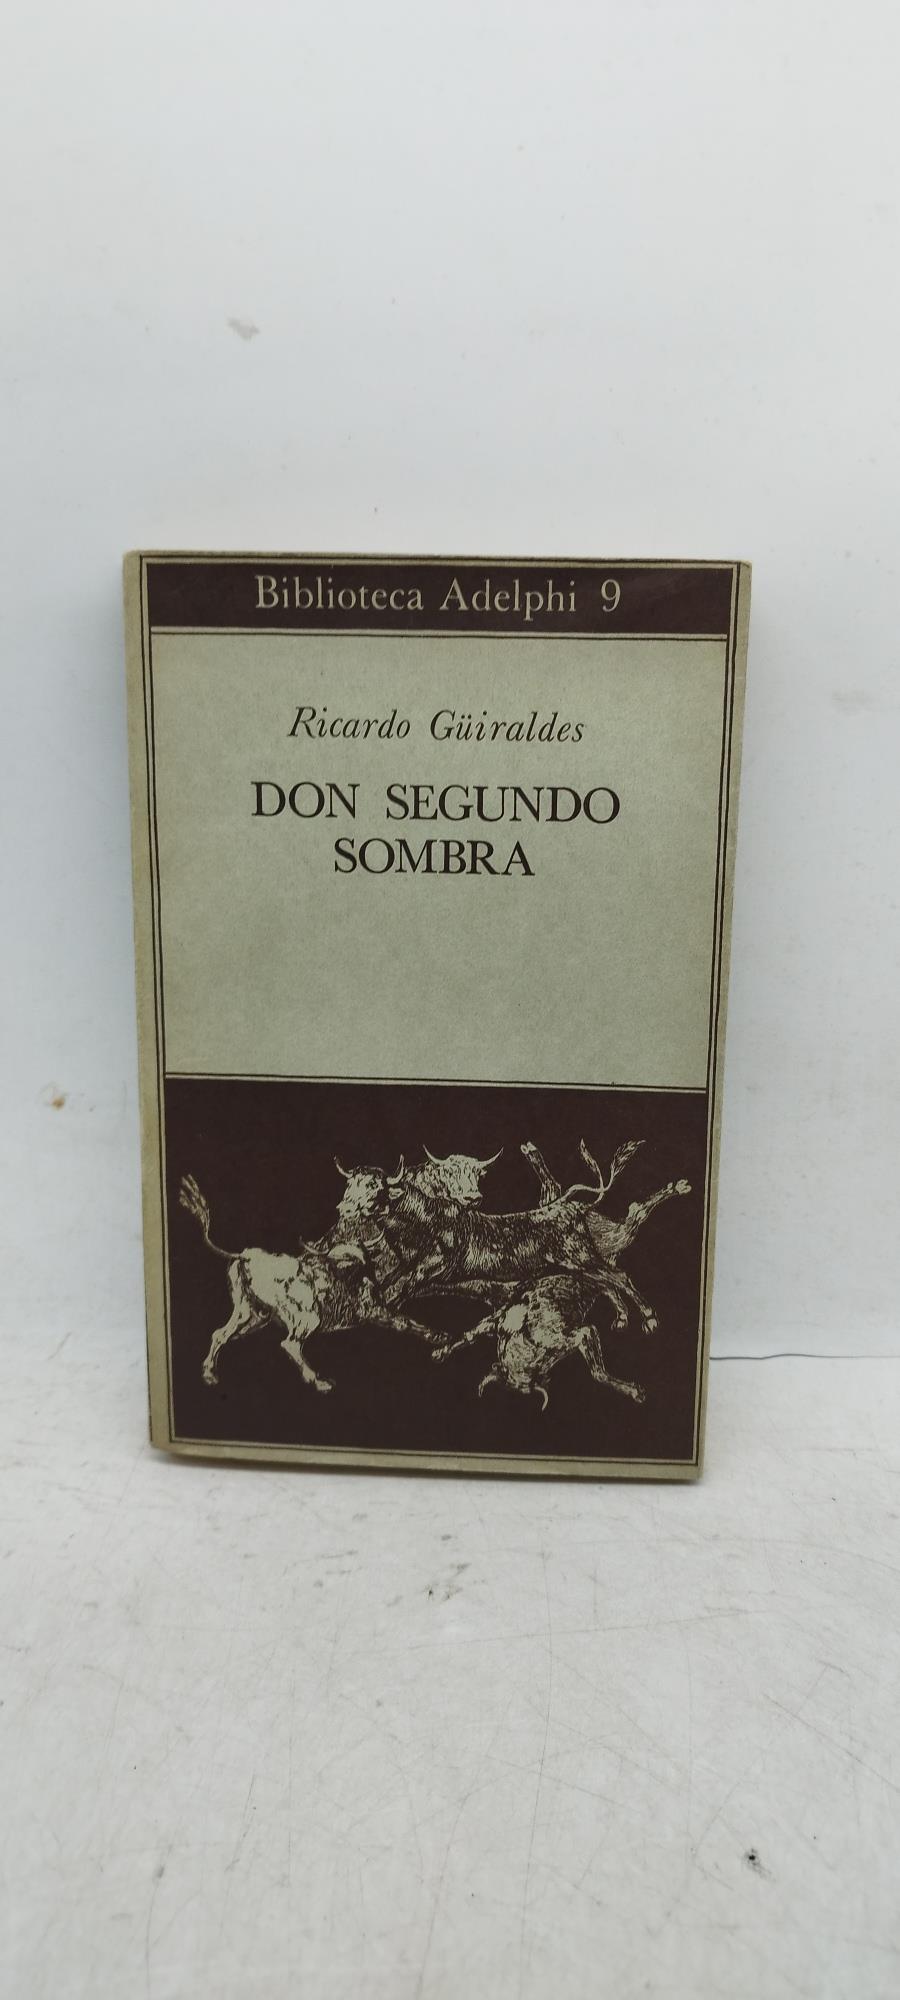 Biblioteca Adelphi 9
Ricardo Güiraldes
DON SEGUNDO
SOMBRA